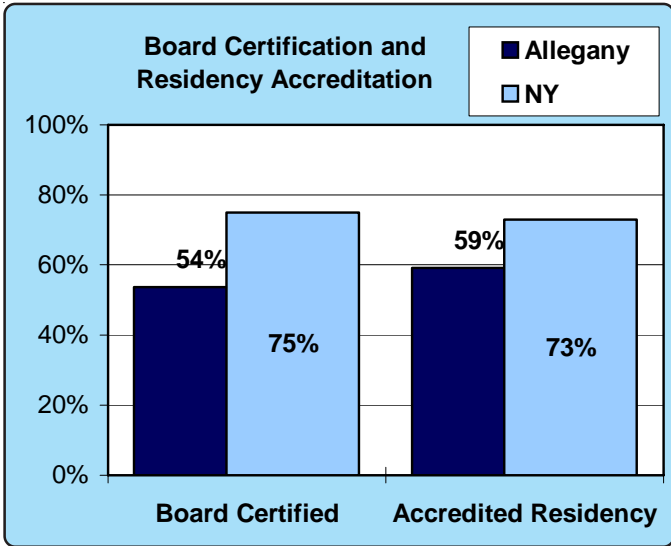 Board Certification and
Residency Accreditation
Allegany
NY
100%
80%
60%
40%
20%
0%
54%
75%
59%
73%
Board Certified
Accredited Residency